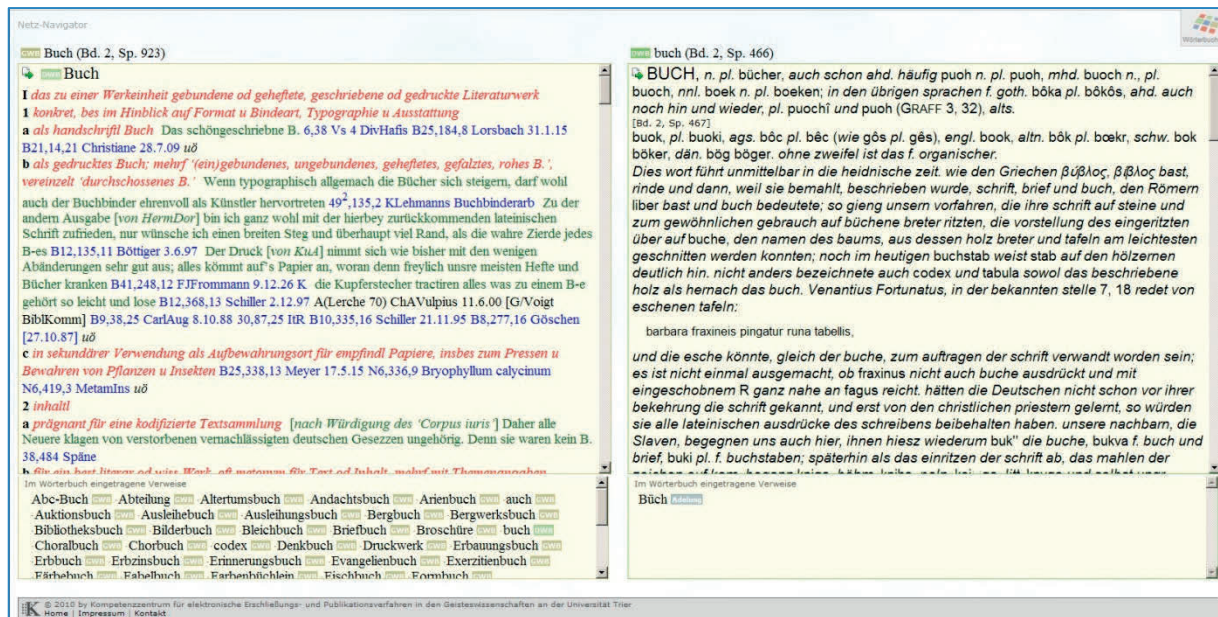 Netz-Navigator
Wörterbuch
GWB Buch (Bd. 2, Sp. 923)
DWB Buch
I das zu einer Werkeinheit gebundene od geheftete, geschriebene od gedruckte Literaturwerk
1 konkret, bes im Hinblick auf Format u Bindeart, Typographie u Ausstattung
a als handschriftl Buch Das schöngeschriebne B. 6,38 Vs 4 DivHafis B25,184,8 Lorsbach 31.1.15
B21,14,21 Christiane 28.7.09 uö
b als gedrucktes Buch; mehrf ‘(ein)gebundenes, ungebundenes, geheftetes, gefalztes, rohes B.’,
vereinzelt ‘durchschossenes B.’ Wenn typographisch allgemach die Bücher sich steigern, darf wohl
auch der Buchbinder ehrenvoll als Künstler hervortreten 49²,135,2 KLehmanns Buchbinderarb Zu der
andern Ausgabe [von HermDor] bin ich ganz wohl mit der hierbey zurückkommenden lateinischen
Schrift zufrieden, nur wünsche ich einen breiten Steg und überhaupt viel Rand, als die wahre Zierde jedes
B-es B12,135,11 Böttiger 3.6.97 Der Druck [von KuA] nimmt sich wie bisher mit den wenigen
Abänderungen sehr gut aus; alles kömmt auf's Papier an, woran denn freylich unsre meisten Hefte und
Bücher kranken B41,248,12 FJFrommann 9.12.26 K die Kupferstecher tractiren alles was zu einem B-e
gehört so leicht und lose B12,368,13 Schiller 2.12.97 A(Lerche 70) ChAVulpius 11.6.00 [G/Voigt
BiblKomm] B9,38,25 CarlAug 8.10.88 30,87,25 ItR B10,335,16 Schiller 21.11.95 B8,277,16 Göschen
[27.10.87] uö
c in sekundärer Verwendung als Aufbewahrungsort für empfindl Papiere, insbes zum Pressen u
Bewahren von Pflanzen u Insekten B25,338,13 Meyer 17.5.15 N6,336,9 Bryophyllum calycinum
N6,419,3 MetamIns uö
2 inhaltl
a prägnant für eine kodifizierte Textsammlung [nach Würdigung des ‘Corpus iuris’] Daher alle
Neuere klagen von verstorbenen vernachlässigten deutschen Gesezzen ungehörig. Denn sie waren kein B.
38,484 Späne
b für ein best literar od wiss Werk, oft metonym für Text od Inhalt, mehrf mit Themenangaben
Im Wörterbuch eingetragene Verweise
Abc-Buch GWB ·Abteilung GWB ·Altertumsbuch GWB ·Andachtsbuch GWB ·Arienbuch GWB ·auch GWB
·Auktionsbuch GWB ·Ausleihebuch GWB ·Ausleihungsbuch GWB ·Bergbuch GWB ·Bergwerksbuch GWB
·Bibliotheksbuch GWB ·Bilderbuch GWB ·Bleichbuch GWB ·Briefbuch GWB ·Broschüre GWB ·buch DWB
·Choralbuch GWB ·Chorbuch GWB ·codex GWB ·Denkbuch GWB ·Druckwerk GWB ·Erbauungsbuch GWB
·Erbbuch GWB ·Erbzinsbuch GWB ·Erinnerungsbuch GWB ·Evangelienbuch GWB ·Exerzitienbuch GWB
·Färbebuch GWB ·Fabelbuch GWB ·Farbenbüchlein GWB ·Fischbuch GWB ·Formbuch GWB
DWB buch (Bd. 2, Sp. 466)
BUCH, n. pl. bücher, auch schon ahd. häufig puoh n. pl. puoh, mhd. buoch n., pl.
buoch, nnl. boek n. pl. boeken; in den übrigen sprachen f. goth. bôka pl. bôkôs, ahd. auch
noch hin und wieder, pl. puochî und puoh (GRAFF 3, 32), alts.
[Bd. 2, Sp. 467]
buok, pl. buoki, ags. bôc pl. bêc (wie gôs pl. gês), engl. book, altn. bôk pl. bœkr, schw. bok
böker, dän. bög böger. ohne zweifel ist das f. organischer.
Dies wort führt unmittelbar in die heidnische zeit. wie den Griechen βύβλος, βίβλος bast,
rinde und dann, weil sie bemahlt, beschrieben wurde, schrift, brief und buch, den Römern
liber bast und buch bedeutete; so gieng unsern vorfahren, die ihre schrift auf steine und
zum gewöhnlichen gebrauch auf büchene breter ritzten, die vorstellung des eingeritzten
über auf buche, den namen des baums, aus dessen holz breter und tafeln am leichtesten
geschnitten werden konnten; noch im heutigen buchstab weist stab auf den hölzernen
deutlich hin. nicht anders bezeichnete auch codex und tabula sowol das beschriebene
holz als hernach das buch. Venantius Fortunatus, in der bekannten stelle 7, 18 redet von
eschenen tafeln:
barbara fraxineis pingatur runa tabellis,
und die esche könnte, gleich der buche, zum auftragen der schrift verwandt worden sein;
es ist nicht einmal ausgemacht, ob fraxinus nicht auch buche ausdrückt und mit
eingeschobnem R ganz nahe an fagus reicht. hätten die Deutschen nicht schon vor ihrer
bekehrung die schrift gekannt, und erst von den christlichen priestern gelernt, so würden
sie alle lateinischen ausdrücke des schreibens beibehalten haben. unsere nachbarn, die
Slaven, begegnen uns auch hier, ihnen hiesz wiederum buk" die buche, bukva f. buch und
brief, buki pl. f. buchstaben; späterhin als das einritzen der schrift ab, das mahlen der
Im Wörterbuch eingetragene Verweise
Büch Adelung
© 2010 by Kompetenzzentrum für elektronische Erschließungs- und Publikationsverfahren in den Geisteswissenschaften an der Universität Trier
Home | Impressum | Kontakt